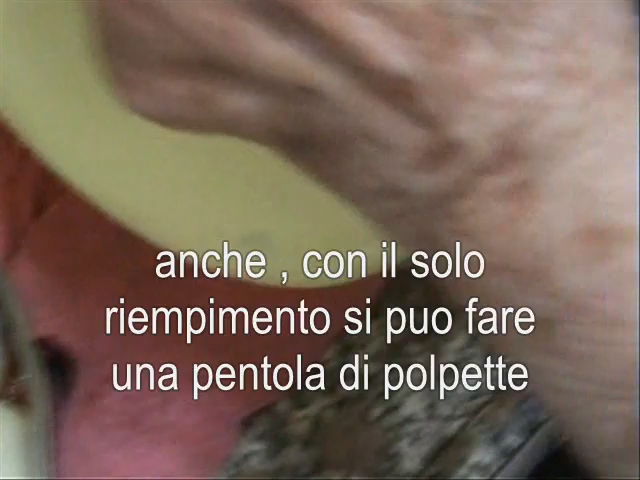 anche , con il solo
riempimento si puo fare
una pentola di polpette